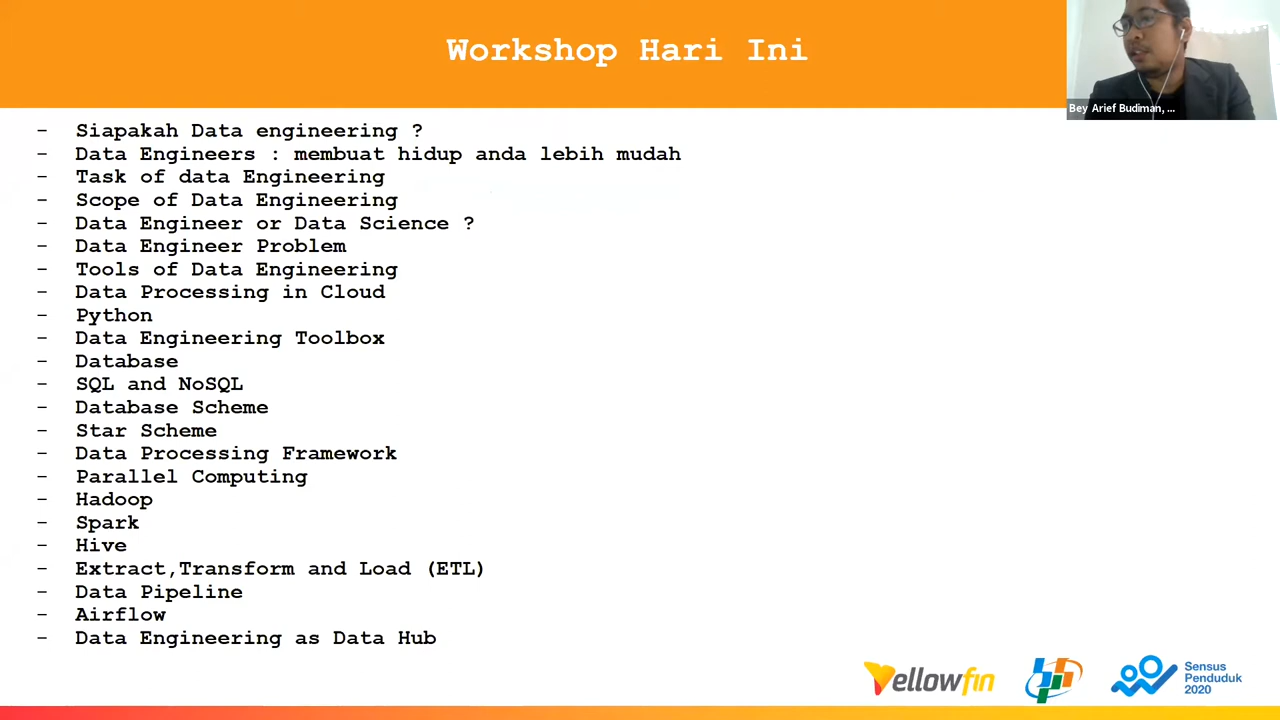 Workshop Hari Ini
Bey Arief Budiman, ...
- Siapakah Data engineering ?
- Data Engineers : membuat hidup anda lebih mudah
- Task of data Engineering
- Scope of Data Engineering
- Data Engineer or Data Science ?
- Data Engineer Problem
- Tools of Data Engineering
- Data Processing in Cloud
- Python
- Data Engineering Toolbox
- Database
- SQL and NoSQL
- Database Scheme
- Star Scheme
- Data Processing Framework
- Parallel Computing
- Hadoop
- Spark
- Hive
- Extract,Transform and Load (ETL)
- Data Pipeline
- Airflow
- Data Engineering as Data Hub
Yellowfin
Sensus
Penduduk
2020